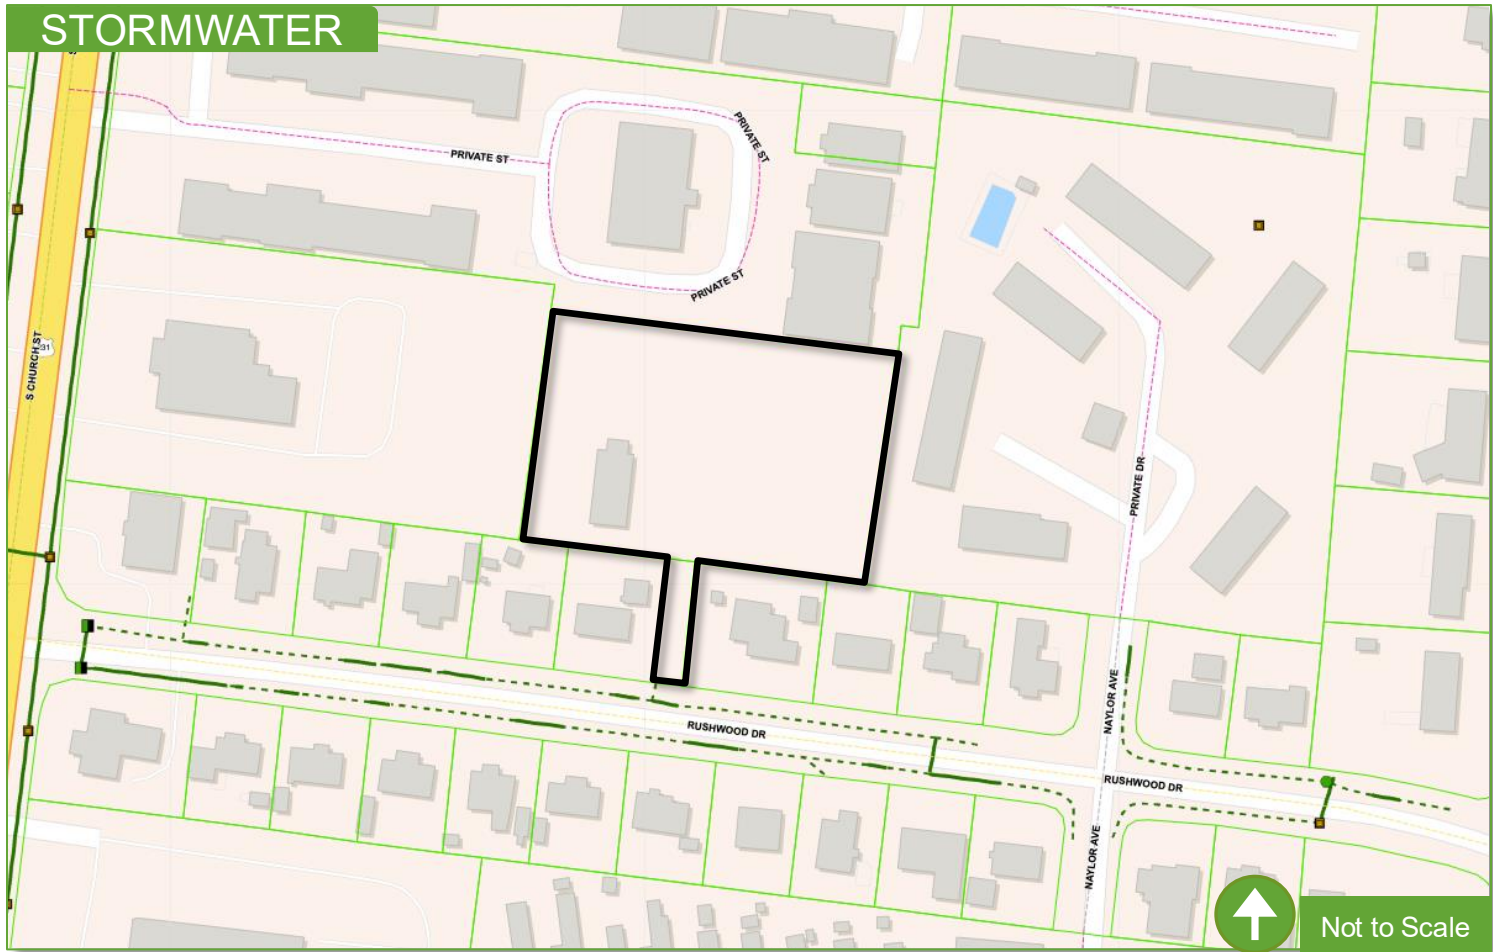 STORMWATER
S
PRIVATE ST
PRIVATE ST
PRIVATE ST
S CHURCH ST
31
PRIVATE DR
NAYLOR AVE
RUSHWOOD DR
RUSHWOOD DR
NAYLOR AVE
Not to Scale